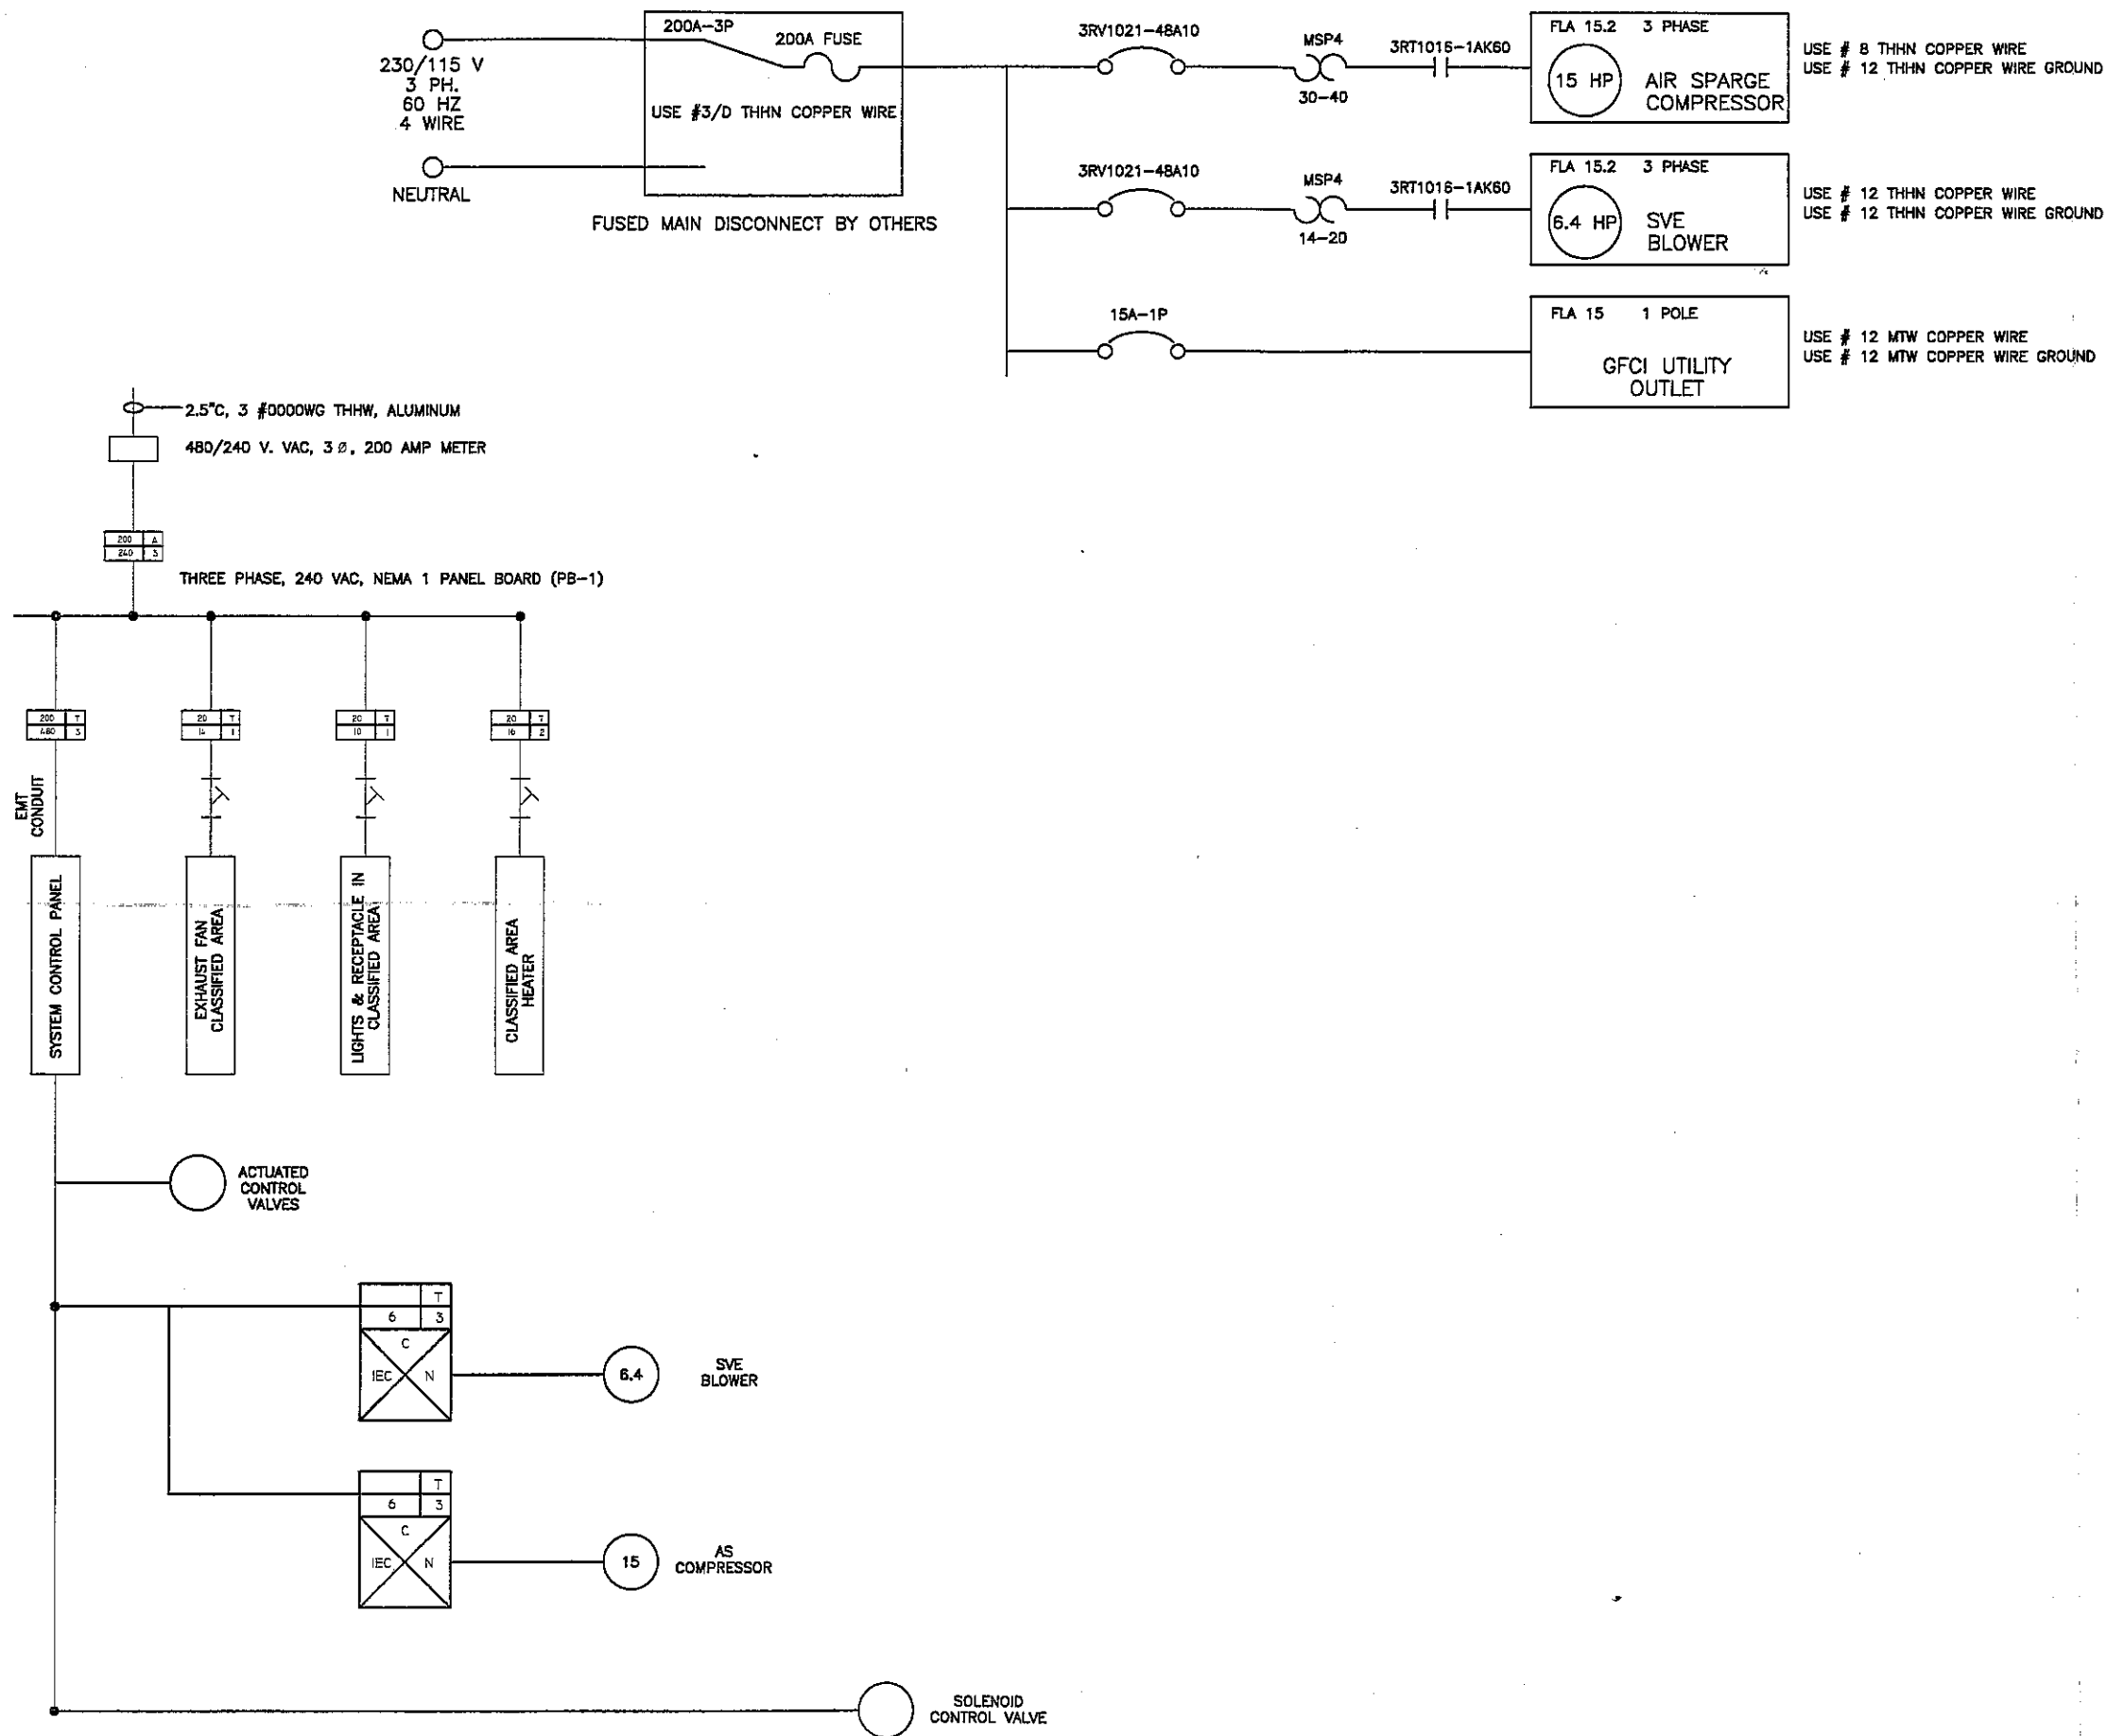 200A-3P
200A FUSE
230/115 V
3 PH.
60 HZ
4 WIRE
USE #3/D THHN COPPER WIRE
NEUTRAL
FUSED MAIN DISCONNECT BY OTHERS
3RV1021-48A10
MSP4
30-40
3RT1016-1AK60
FLA 15.2 3 PHASE
15 HP
AIR SPARGE
COMPRESSOR
USE # 8 THHN COPPER WIRE
USE # 12 THHN COPPER WIRE GROUND
3RV1021-48A10
MSP4
14-20
3RT1016-1AK60
FLA 15.2 3 PHASE
6.4 HP
SVE
BLOWER
USE # 12 THHN COPPER WIRE
USE # 12 THHN COPPER WIRE GROUND
15A-1P
FLA 15 1 POLE
GFCI UTILITY
OUTLET
USE # 12 MTW COPPER WIRE
USE # 12 MTW COPPER WIRE GROUND
2.5"C, 3 #0000WG THHW, ALUMINUM
480/240 V. VAC, 3 Ø, 200 AMP METER
200 A
240 3
THREE PHASE, 240 VAC, NEMA 1 PANEL BOARD (PB-1)
200 T
480 3
20 T
14 1
20 T
10 1
20 T
16 2
EMT
CONDUIT
SYSTEM CONTROL PANEL
EXHAUST FAN
CLASSIFIED AREA
LIGHTS & RECEPTACLE IN
CLASSIFIED AREA
CLASSIFIED AREA
HEATER
ACTUATED
CONTROL
VALVES
T
6 3
C
IEC N
6.4
SVE
BLOWER
T
6 3
C
IEC N
15
AS
COMPRESSOR
SOLENOID
CONTROL VALVE